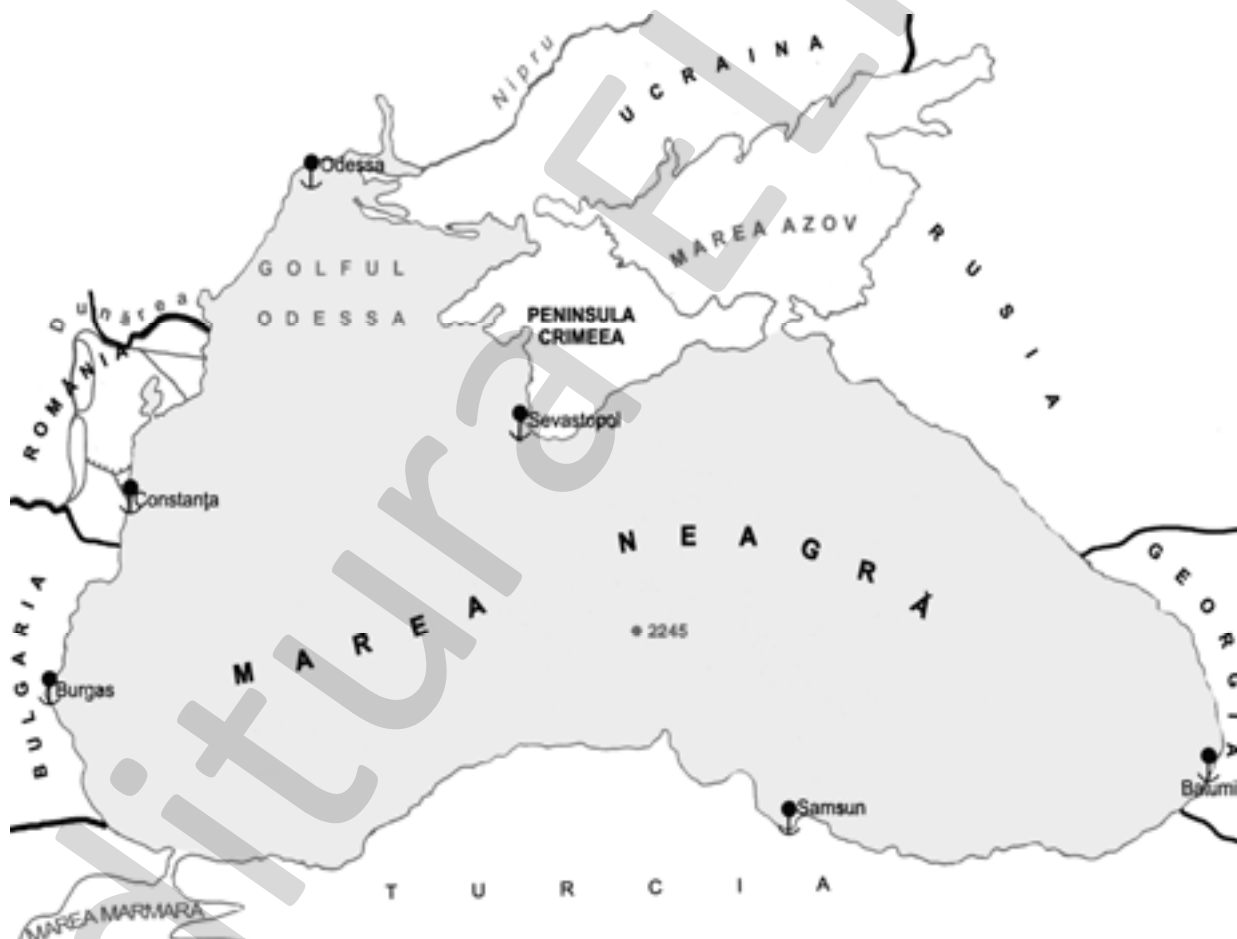 Nipru
UCRAINA
Odessa
MAREA AZOV
RUSIA
GOLFUL
ODESSA
Dunărea
PENINSULA
CRIMEEA
ROMÂNIA
Sevastopol
Constanța
MAREA NEAGRĂ
GEORGIA
2245
BULGARIA
Burgas
Batumi
Samsun
TURCIA
MAREA MARMARA